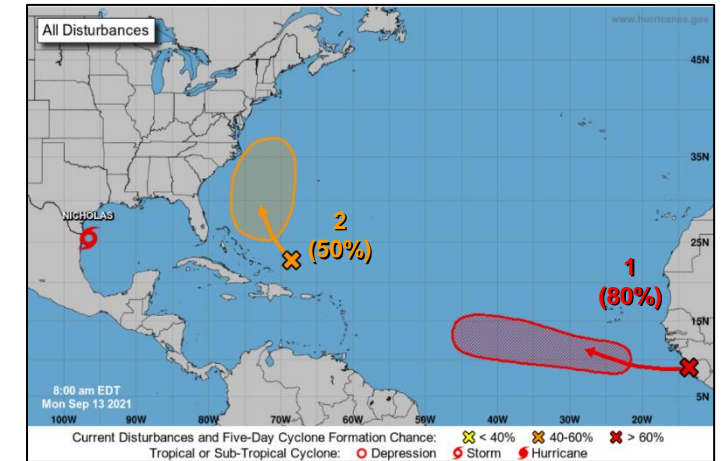 All Disturbances
www.hurricanes.gov
45N
35N
NICHOLAS
2
(50%)
25N
1
(80%)
15N
8:00 am EDT
Mon Sep 13 2021
5N
100W 90W 80W 70W 60W 50W 40W 30W 20W
Current Disturbances and Five-Day Cyclone Formation Chance: < 40% 40-60% > 60%
Tropical or Sub-Tropical Cyclone: Depression Storm Hurricane